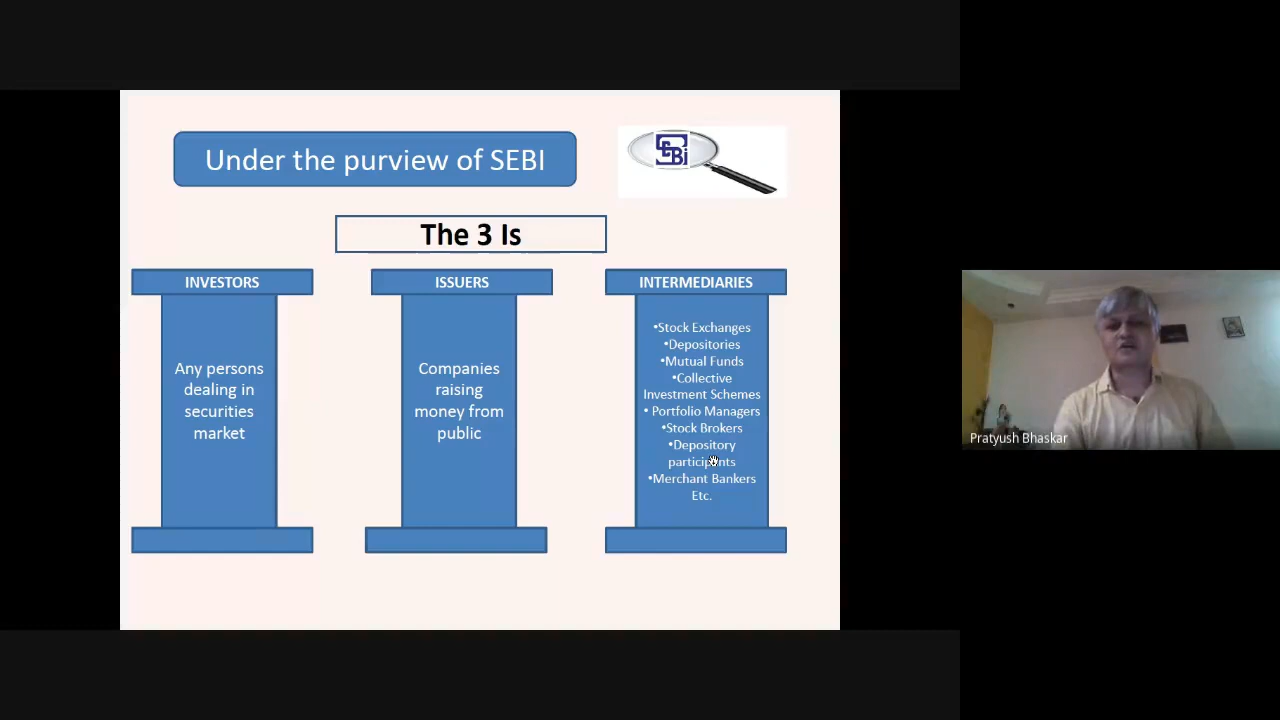 Under the purview of SEBI
SEBi
The 3 Is
INVESTORS
Any persons
dealing in
securities
market
ISSUERS
Companies
raising
money from
public
INTERMEDIARIES
•Stock Exchanges
•Depositories
•Mutual Funds
•Collective
Investment Schemes
• Portfolio Managers
•Stock Brokers
•Depository
participants
•Merchant Bankers
Etc.
Pratyush Bhaskar